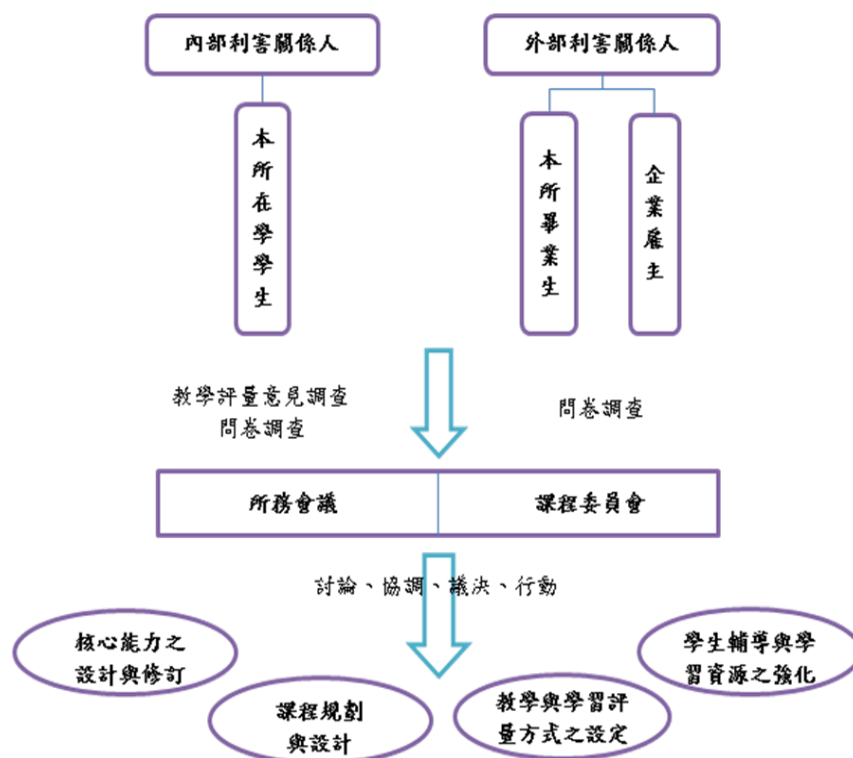 內部利害關係人
外部利害關係人
本所在學學生
本所畢業生
企業雇主
教學評量意見調查
問卷調查
問卷調查
所務會議
課程委員會
討論、協調、議決、行動
核心能力之
設計與修訂
課程規劃
與設計
教學與學習評
量方式之設定
學生輔導與學
習資源之強化